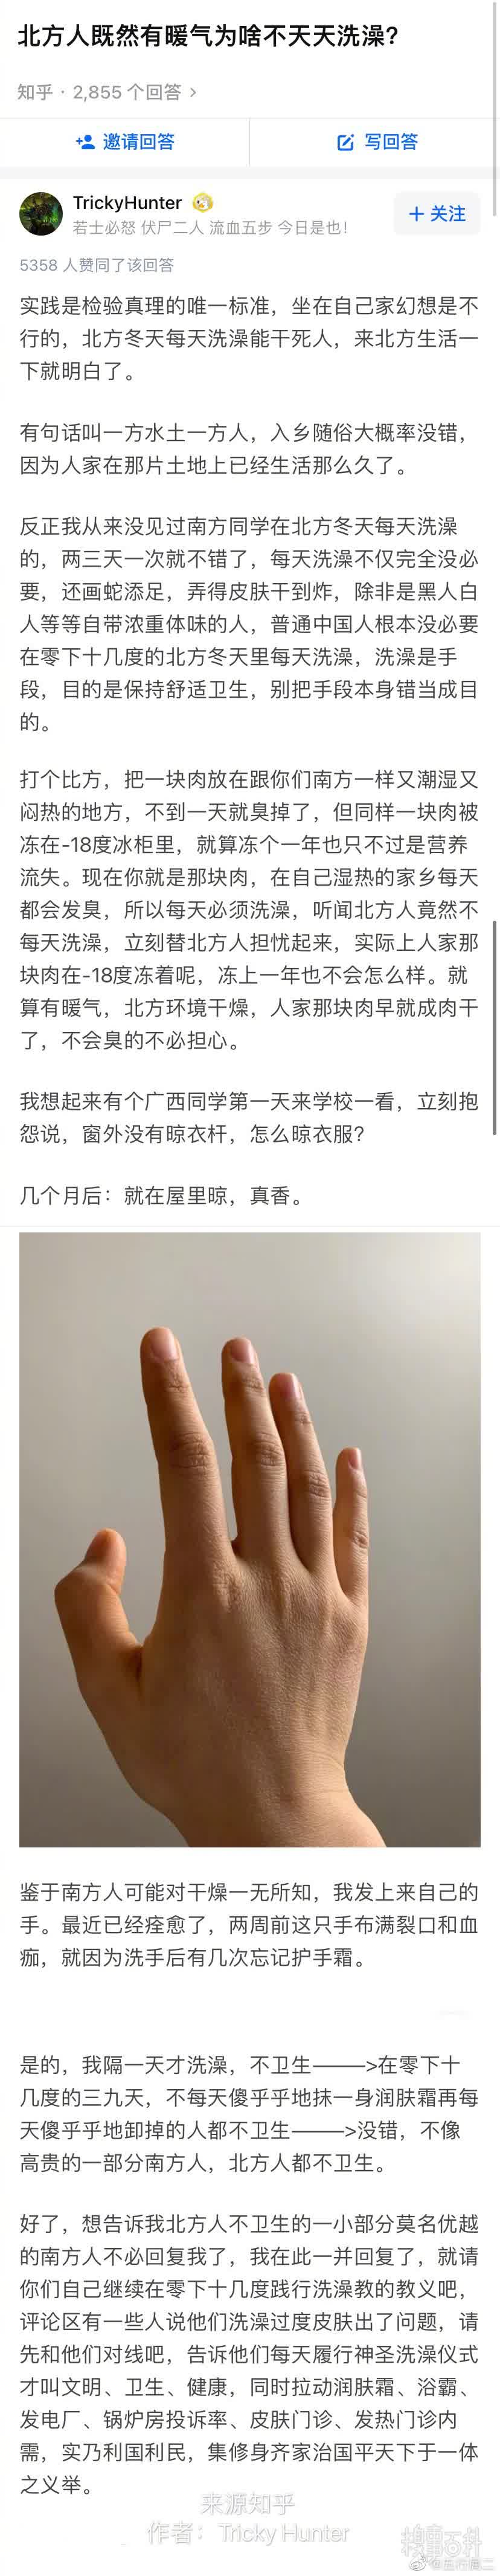 北方人既然有暖气为啥不天天洗澡?
知乎 · 2,855 个回答 >
邀请回答
写回答
TrickyHunter
+ 关注
若士必怒 伏尸二人 流血五步 今日是也!
5358 人赞同了该回答
实践是检验真理的唯一标准，坐在自己家幻想是不
行的，北方冬天每天洗澡能干死人，来北方生活一
下就明白了。
有句话叫一方水土一方人，入乡随俗大概率没错，
因为人家在那片土地上已经生活那么久了。
反正我从来没见过南方同学在北方冬天每天洗澡
的，两三天一次就不错了，每天洗澡不仅完全没必
要，还画蛇添足，弄得皮肤干到炸，除非是黑人白
人等等自带浓重体味的人，普通中国人根本没必要
在零下十几度的北方冬天里每天洗澡，洗澡是手
段，目的是保持舒适卫生，别把手段本身错当成目
的。
打个比方，把一块肉放在跟你们南方一样又潮湿又
闷热的地方，不到一天就臭掉了，但同样一块肉被
冻在-18度冰柜里，就算冻个一年也只不过是营养
流失。现在你就是那块肉，在自己湿热的家乡每天
都会发臭，所以每天必须洗澡，听闻北方人竟然不
每天洗澡，立刻替北方人担忧起来，实际上人家那
块肉在-18度冻着呢，冻上一年也不会怎么样。就
算有暖气，北方环境干燥，人家那块肉早就成肉干
了，不会臭的不必担心。
我想起来有个广西同学第一天来学校一看，立刻抱
怨说，窗外没有晾衣杆，怎么晾衣服?
几个月后：就在屋里晾，真香。
鉴于南方人可能对干燥一无所知，我发上来自己的
手。最近已经痊愈了，两周前这只手布满裂口和血
痂，就因为洗手后有几次忘记护手霜。
是的，我隔一天才洗澡，不卫生———>在零下十
几度的三九天，不每天傻乎乎地抹一身润肤霜再每
天傻乎乎地卸掉的人都不卫生———>没错，不像
高贵的一部分南方人，北方人都不卫生。
好了，想告诉我北方人不卫生的一小部分莫名优越
的南方人不必回复我了，我在此一并回复了，就请
你们自己继续在零下十几度践行洗澡教的教义吧，
评论区有一些人说他们洗澡过度皮肤出了问题，请
先和他们对线吧，告诉他们每天履行神圣洗澡仪式
才叫文明、卫生、健康，同时拉动润肤霜、浴霸、
发电厂、锅炉房投诉率、皮肤门诊、发热门诊内
需，实乃利国利民，集修身齐家治国平天下于一体
之义举。
来源知乎
作者：Tricky Hunter